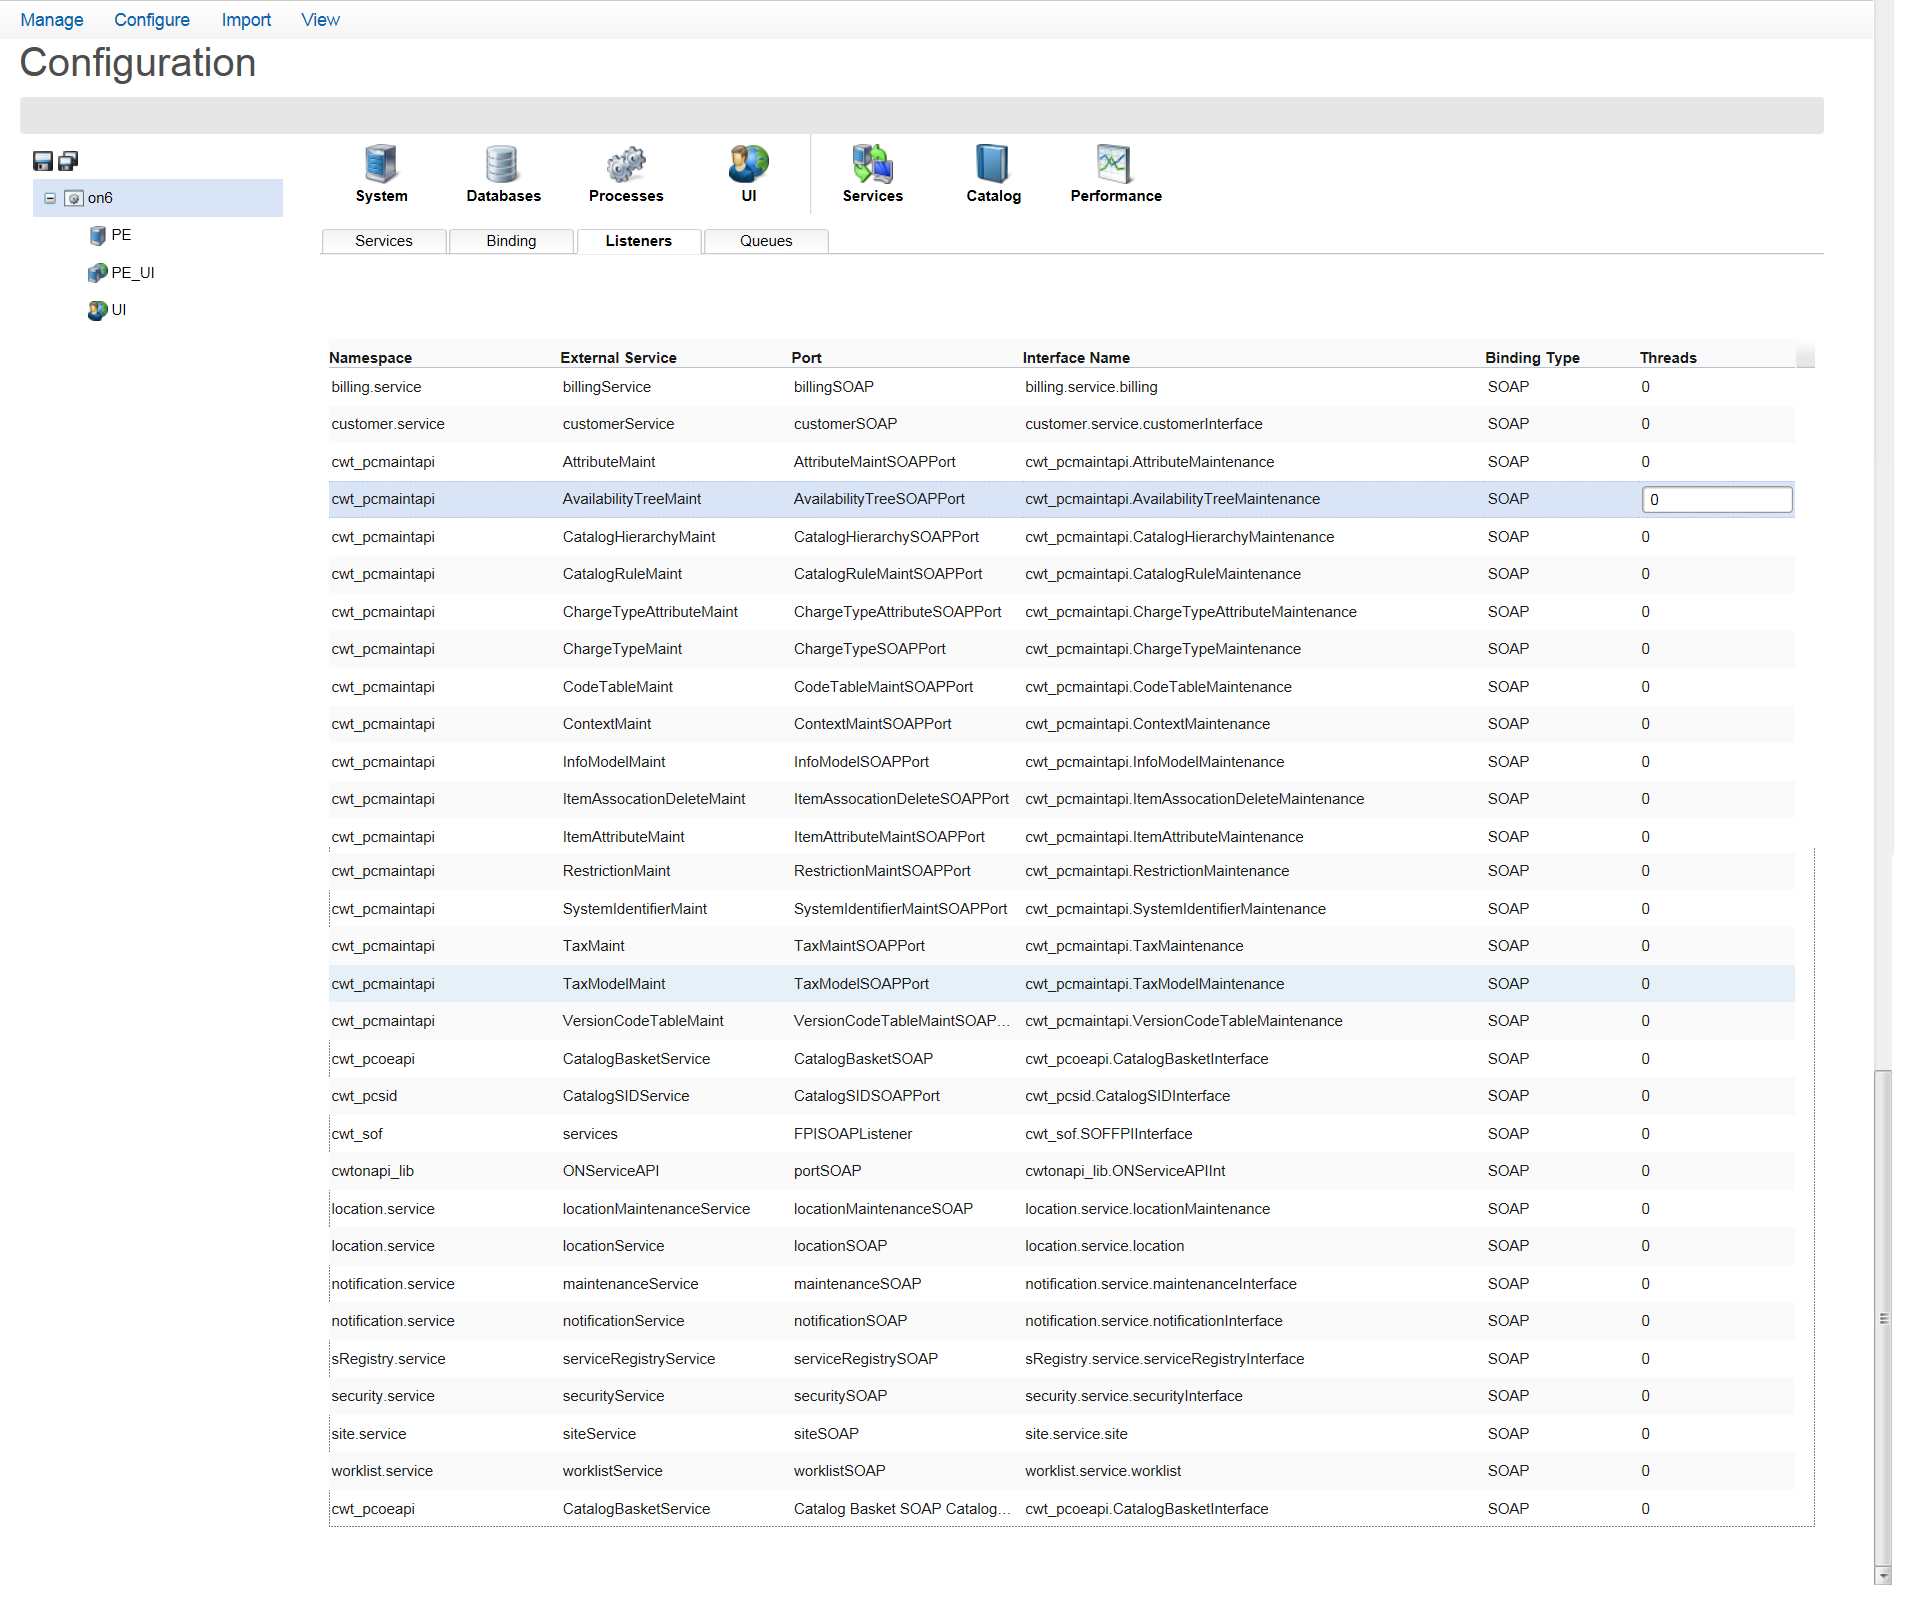 Manage Configure Import View
Configuration
System Databases Processes UI Services Catalog Performance
on6
PE
PE_UI
UI
Services Binding Listeners Queues
Namespace External Service Port Interface Name Binding Type Threads
billing.service billingService billingSOAP billing.service.billing SOAP 0
customer.service customerService customerSOAP customer.service.customerInterface SOAP 0
cwt_pcmaintapi AttributeMaint AttributeMaintSOAPPort cwt_pcmaintapi.AttributeMaintenance SOAP 0
cwt_pcmaintapi AvailabilityTreeMaint AvailabilityTreeSOAPPort cwt_pcmaintapi.AvailabilityTreeMaintenance SOAP 0
cwt_pcmaintapi CatalogHierarchyMaint CatalogHierarchySOAPPort cwt_pcmaintapi.CatalogHierarchyMaintenance SOAP 0
cwt_pcmaintapi CatalogRuleMaint CatalogRuleMaintSOAPPort cwt_pcmaintapi.CatalogRuleMaintenance SOAP 0
cwt_pcmaintapi ChargeTypeAttributeMaint ChargeTypeAttributeSOAPPort cwt_pcmaintapi.ChargeTypeAttributeMaintenance SOAP 0
cwt_pcmaintapi ChargeTypeMaint ChargeTypeSOAPPort cwt_pcmaintapi.ChargeTypeMaintenance SOAP 0
cwt_pcmaintapi CodeTableMaint CodeTableMaintSOAPPort cwt_pcmaintapi.CodeTableMaintenance SOAP 0
cwt_pcmaintapi ContextMaint ContextMaintSOAPPort cwt_pcmaintapi.ContextMaintenance SOAP 0
cwt_pcmaintapi InfoModelMaint InfoModelSOAPPort cwt_pcmaintapi.InfoModelMaintenance SOAP 0
cwt_pcmaintapi ItemAssocationDeleteMaint ItemAssocationDeleteSOAPPort cwt_pcmaintapi.ItemAssocationDeleteMaintenance SOAP 0
cwt_pcmaintapi ItemAttributeMaint ItemAttributeMaintSOAPPort cwt_pcmaintapi.ItemAttributeMaintenance SOAP 0
cwt_pcmaintapi RestrictionMaint RestrictionMaintSOAPPort cwt_pcmaintapi.RestrictionMaintenance SOAP 0
cwt_pcmaintapi SystemIdentifierMaint SystemIdentifierMaintSOAPPort cwt_pcmaintapi.SystemIdentifierMaintenance SOAP 0
cwt_pcmaintapi TaxMaint TaxMaintSOAPPort cwt_pcmaintapi.TaxMaintenance SOAP 0
cwt_pcmaintapi TaxModelMaint TaxModelSOAPPort cwt_pcmaintapi.TaxModelMaintenance SOAP 0
cwt_pcmaintapi VersionCodeTableMaint VersionCodeTableMaintSOAP... cwt_pcmaintapi.VersionCodeTableMaintenance SOAP 0
cwt_pcoeapi CatalogBasketService CatalogBasketSOAP cwt_pcoeapi.CatalogBasketInterface SOAP 0
cwt_pcsid CatalogSIDService CatalogSIDSOAPPort cwt_pcsid.CatalogSIDInterface SOAP 0
cwt_sof services FPISOAPListener cwt_sof.SOFFPIInterface SOAP 0
cwtonapi_lib ONServiceAPI portSOAP cwtonapi_lib.ONServiceAPIInt SOAP 0
location.service locationMaintenanceService locationMaintenanceSOAP location.service.locationMaintenance SOAP 0
location.service locationService locationSOAP location.service.location SOAP 0
notification.service maintenanceService maintenanceSOAP notification.service.maintenanceInterface SOAP 0
notification.service notificationService notificationSOAP notification.service.notificationInterface SOAP 0
sRegistry.service serviceRegistryService serviceRegistrySOAP sRegistry.service.serviceRegistryInterface SOAP 0
security.service securityService securitySOAP security.service.securityInterface SOAP 0
site.service siteService siteSOAP site.service.site SOAP 0
worklist.service worklistService worklistSOAP worklist.service.worklist SOAP 0
cwt_pcoeapi CatalogBasketService Catalog Basket SOAP Catalog... cwt_pcoeapi.CatalogBasketInterface SOAP 0